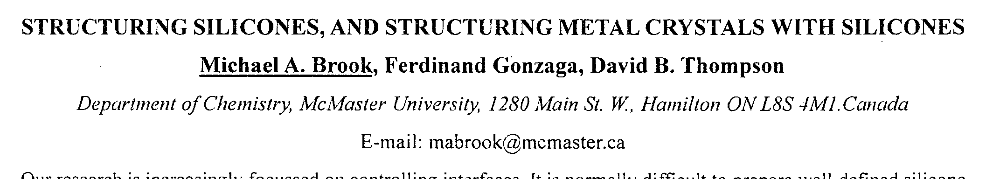 STRUCTURING SILICONES, AND STRUCTURING METAL CRYSTALS WITH SILICONES
Michael A. Brook, Ferdinand Gonzaga, David B. Thompson
Department of Chemistry, McMaster University, 1280 Main St. W., Hamilton ON L8S 4M1.Canada
E-mail: mabrook@mcmaster.ca
Our research is increasingly focussed on controlling interfaces. It is normally difficult to prepare well-defined silicone